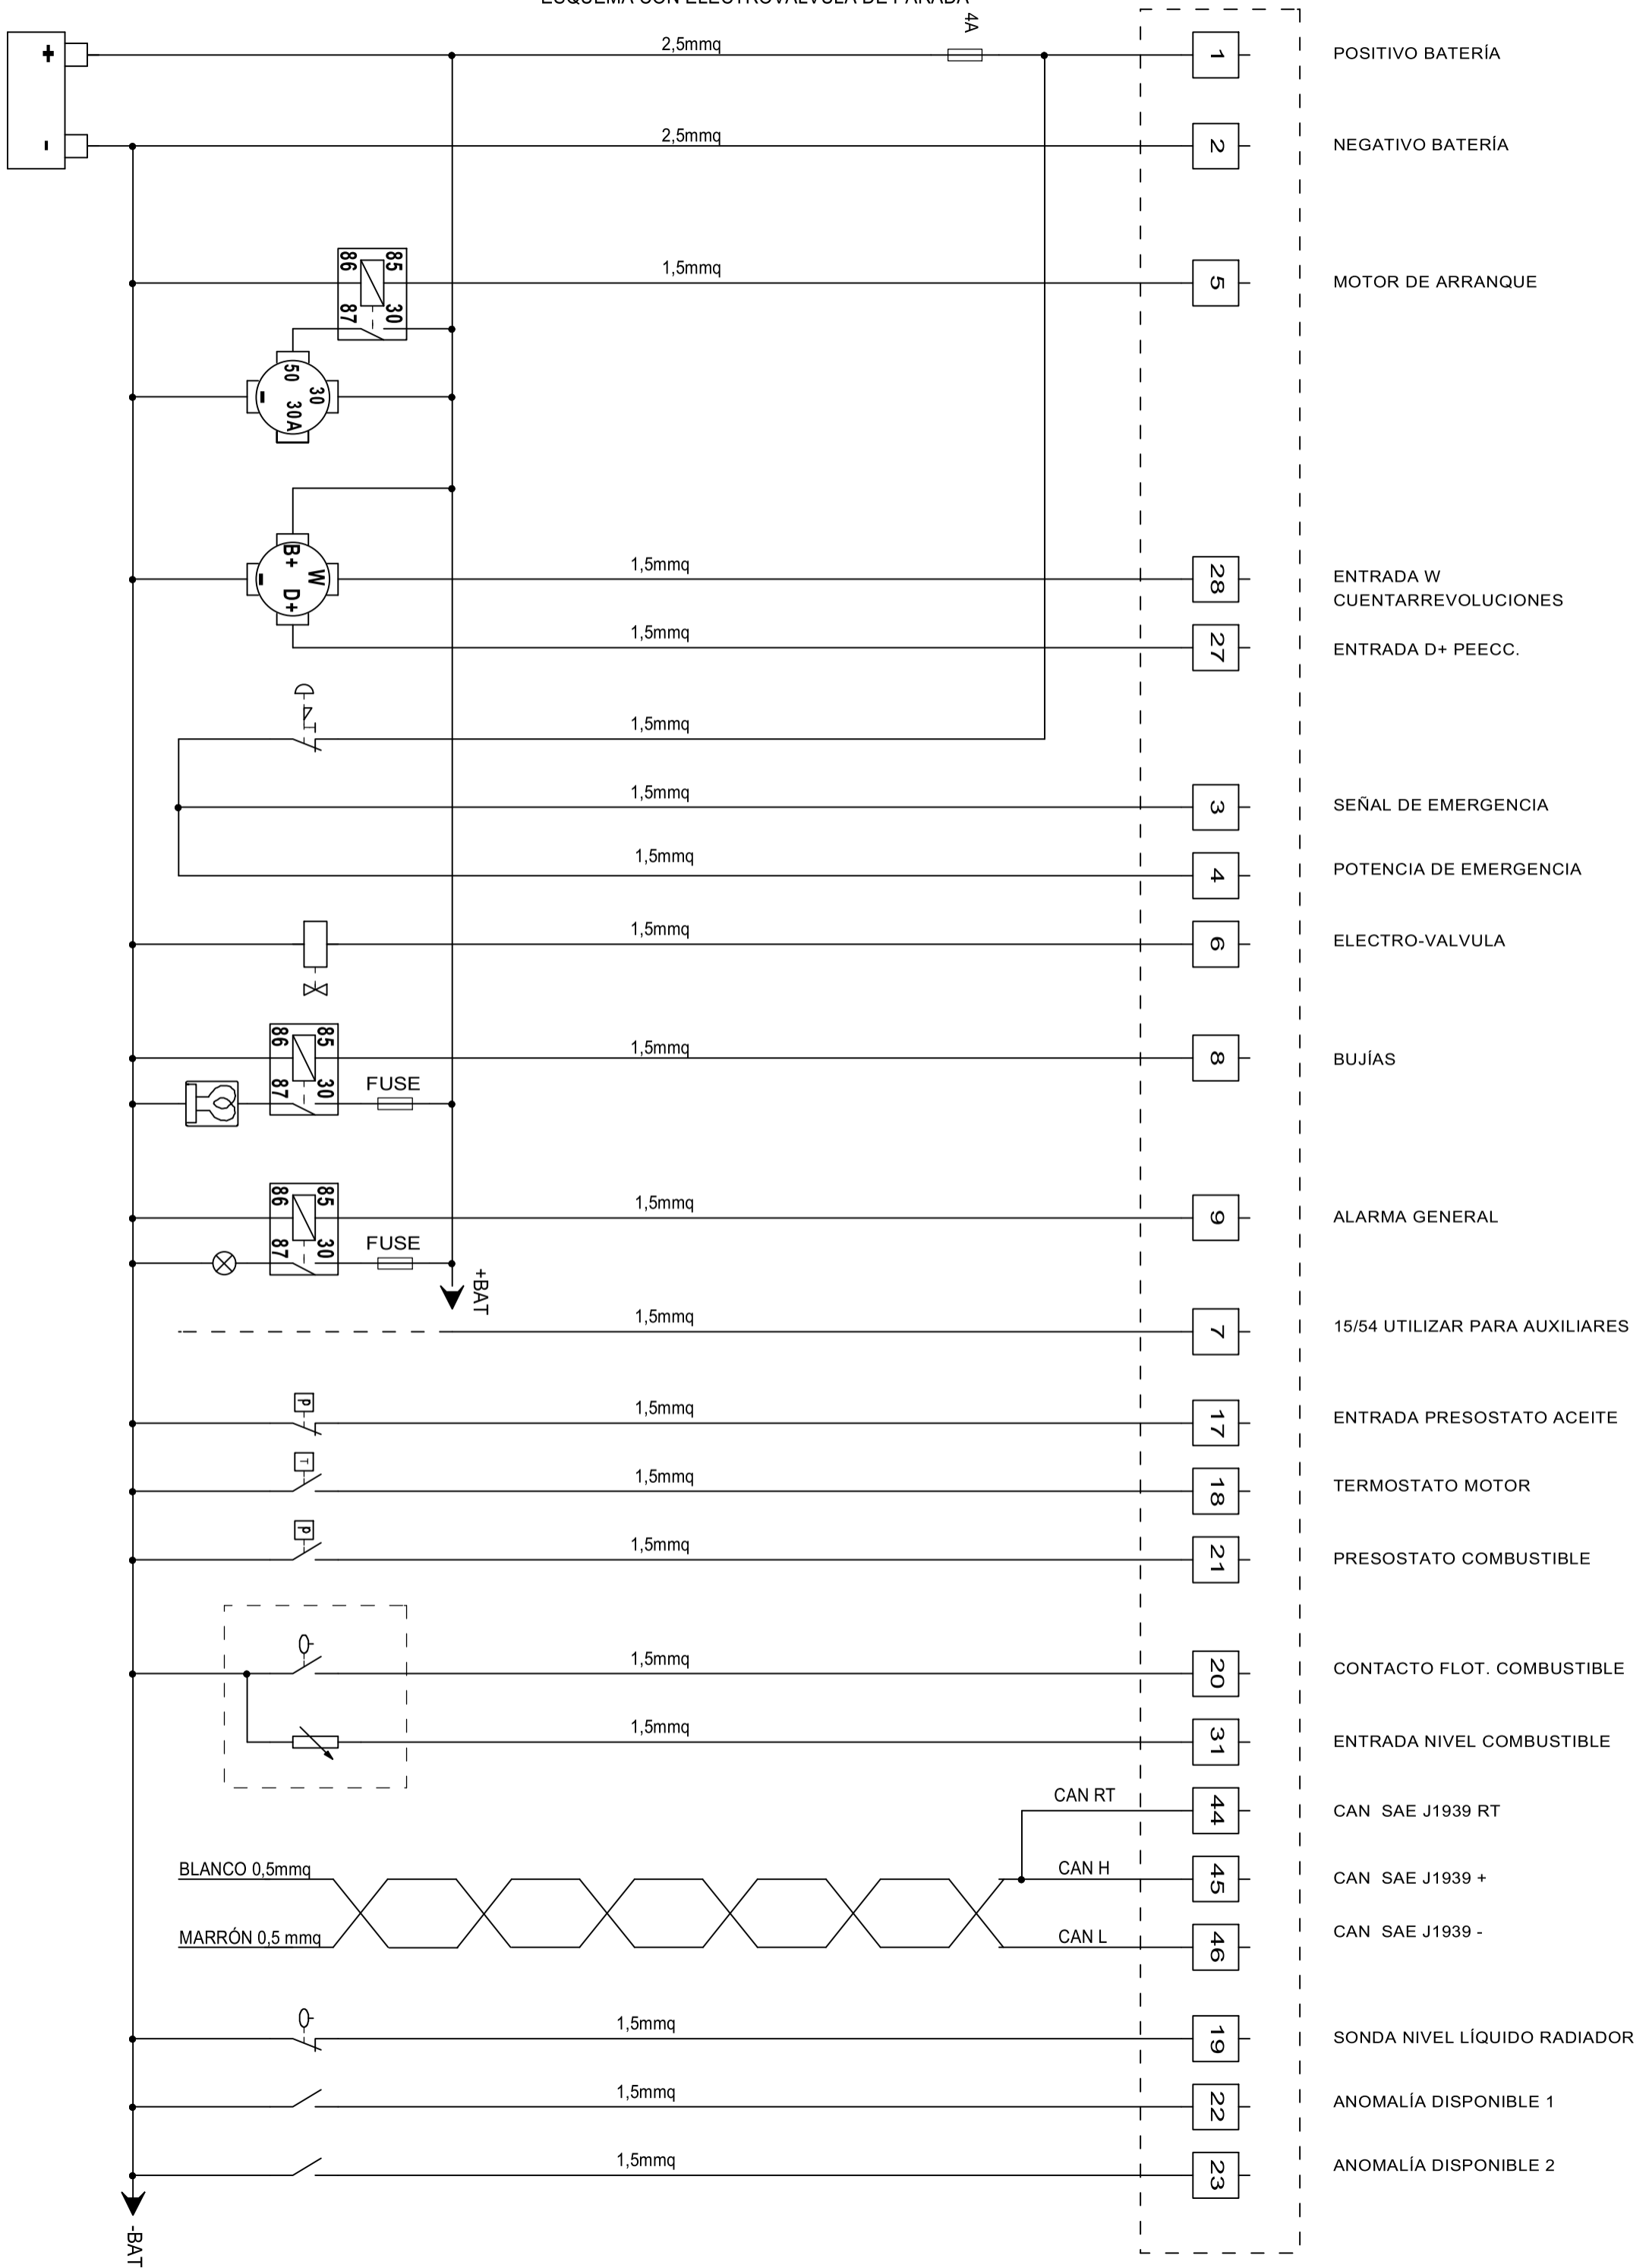 ESQUEMA CON ELECTROVALVULA DE PARADA
4A
+ 2,5mmq 1 POSITIVO BATERÍA
- 2,5mmq 2 NEGATIVO BATERÍA
86 85
1,5mmq 5 MOTOR DE ARRANQUE
87 30
50
30
- 30A
B+
W
- D+
1,5mmq 28 ENTRADA W
CUENTARREVOLUCIONES
1,5mmq 27 ENTRADA D+ PEECC.
1,5mmq
1,5mmq 3 SEÑAL DE EMERGENCIA
1,5mmq 4 POTENCIA DE EMERGENCIA
1,5mmq 6 ELECTRO-VALVULA
86 85
1,5mmq 8 BUJÍAS
87 30 FUSE
86 85
1,5mmq 9 ALARMA GENERAL
87 30 FUSE
+BAT
1,5mmq 7 15/54 UTILIZAR PARA AUXILIARES
P
1,5mmq 17 ENTRADA PRESOSTATO ACEITE
T
1,5mmq 18 TERMOSTATO MOTOR
P
1,5mmq 21 PRESOSTATO COMBUSTIBLE
1,5mmq 20 CONTACTO FLOT. COMBUSTIBLE
1,5mmq 31 ENTRADA NIVEL COMBUSTIBLE
CAN RT 44 CAN SAE J1939 RT
BLANCO 0,5mmq CAN H 45 CAN SAE J1939 +
MARRÓN 0,5 mmq CAN L 46 CAN SAE J1939 -
1,5mmq 19 SONDA NIVEL LÍQUIDO RADIADOR
1,5mmq 22 ANOMALÍA DISPONIBLE 1
1,5mmq 23 ANOMALÍA DISPONIBLE 2
-BAT